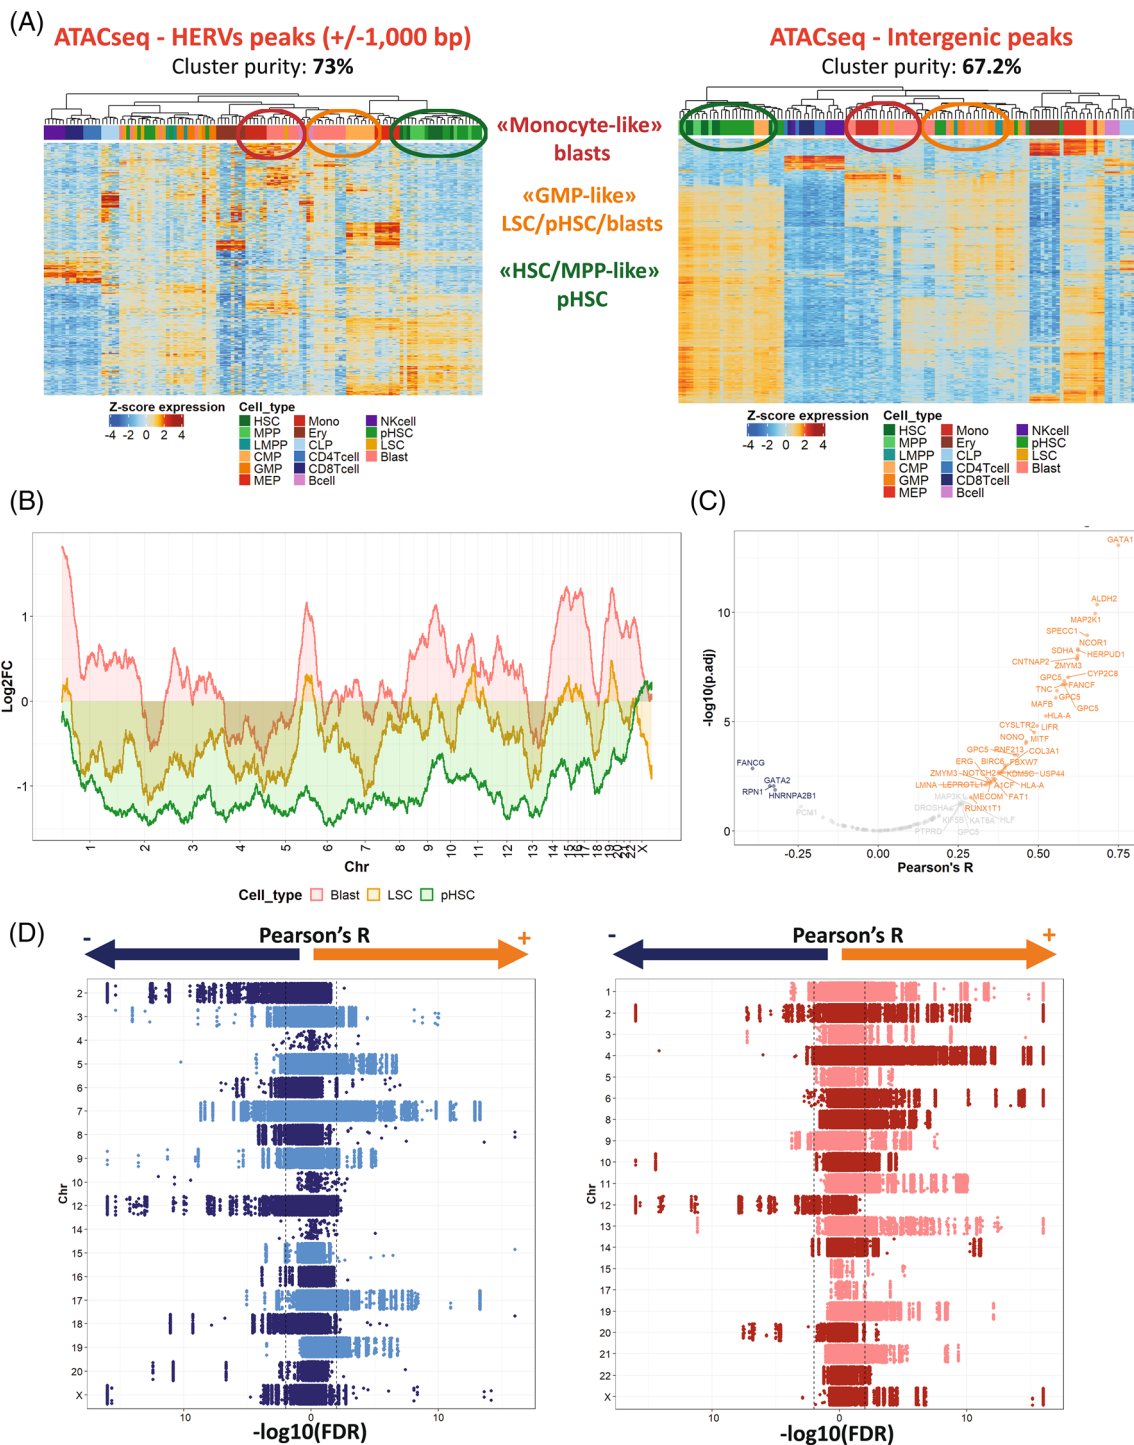 (A)
ATACseq - HERVs peaks (+/-1,000 bp)
Cluster purity: 73%
ATACseq - Intergenic peaks
Cluster purity: 67.2%
«Monocyte-like»
blasts
«GMP-like»
LSC/pHSC/blasts
«HSC/MPP-like»
pHSC
Z-score expression
-4 -2 0 2 4
Cell_type
HSC Mono NKcell
MPP Ery pHSC
LMPP CLP LSC
CMP CD4Tcell Blast
GMP CD8Tcell
MEP Bcell
Z-score expression
-4 -2 0 2 4
Cell_type
HSC Mono NKcell
MPP Ery pHSC
LMPP CLP LSC
CMP CD4Tcell Blast
GMP CD8Tcell
MEP Bcell
(B)
Log2FC
1
0
-1
1 2 3 4 5 6 7 8 9 10 11 12 13 14 15 16 17 18 19 20 21 22 X
Chr
Cell_type Blast LSC pHSC
(C)
-log10(p.adj)
10
5
0
GATA1
ALDH2
MAP2K1
SPECC1
NCOR1
SDHA HERPUD1
CNTNAP2
ZMYM3
GPC5 CYP2C8
TNC FANCF
GPC5
MAFB GPC5
HLA-A
CYSLTR2 LIFR
NONO MITF
GPC5 RNF213 COL3A1
ERG BIRC6 FBXW7
ZMYM3 NOTCH2 KDM5C USP44
LMNA LEPROTL1 A1CF HLA-A
MAP3K1 MECOM FAT1
DROSHA RUNX1T1
KIF5B KAT6A HLF
PTPRD GPC5
FANCG
GATA2
RPN1 HNRNPA2B1
PCM1
-0.25 0.00 0.25 0.50 0.75
Pearson's R
(D)
- Pearson's R +
Chr
2
3
4
5
6
7
8
9
10
12
14
15
16
17
18
19
20
X
10 0 10
-log10(FDR)
- Pearson's R +
Chr
1
2
3
4
5
6
8
9
10
11
12
13
14
15
17
19
20
21
22
X
10 0 10
-log10(FDR)